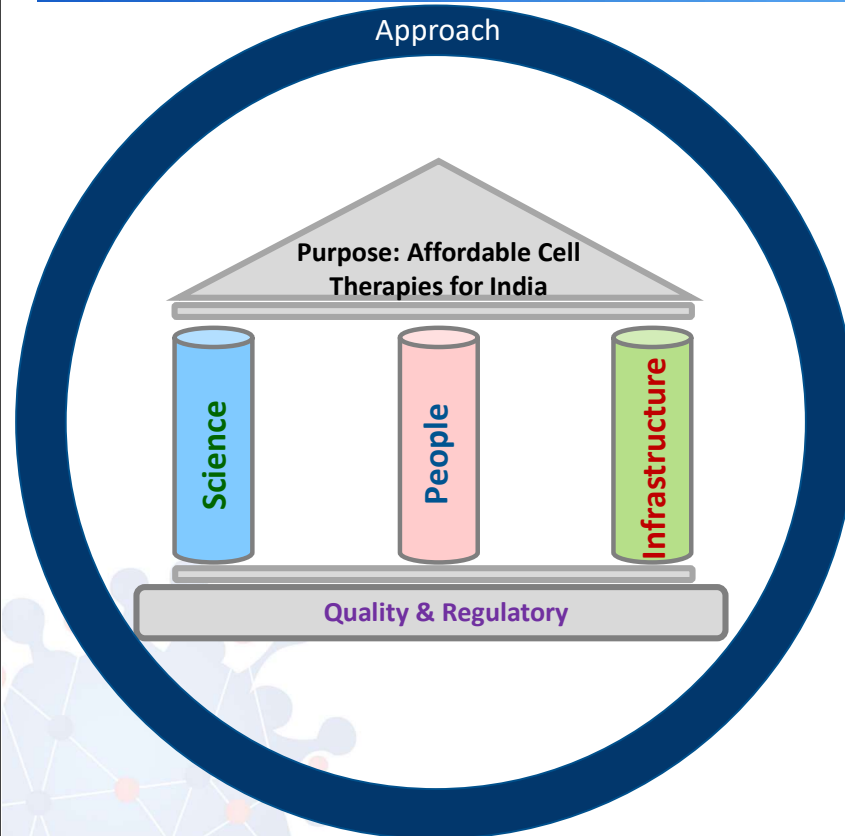 Approach
Purpose: Affordable Cell
Therapies for India
Science
People
Infrastructure
Quality & Regulatory